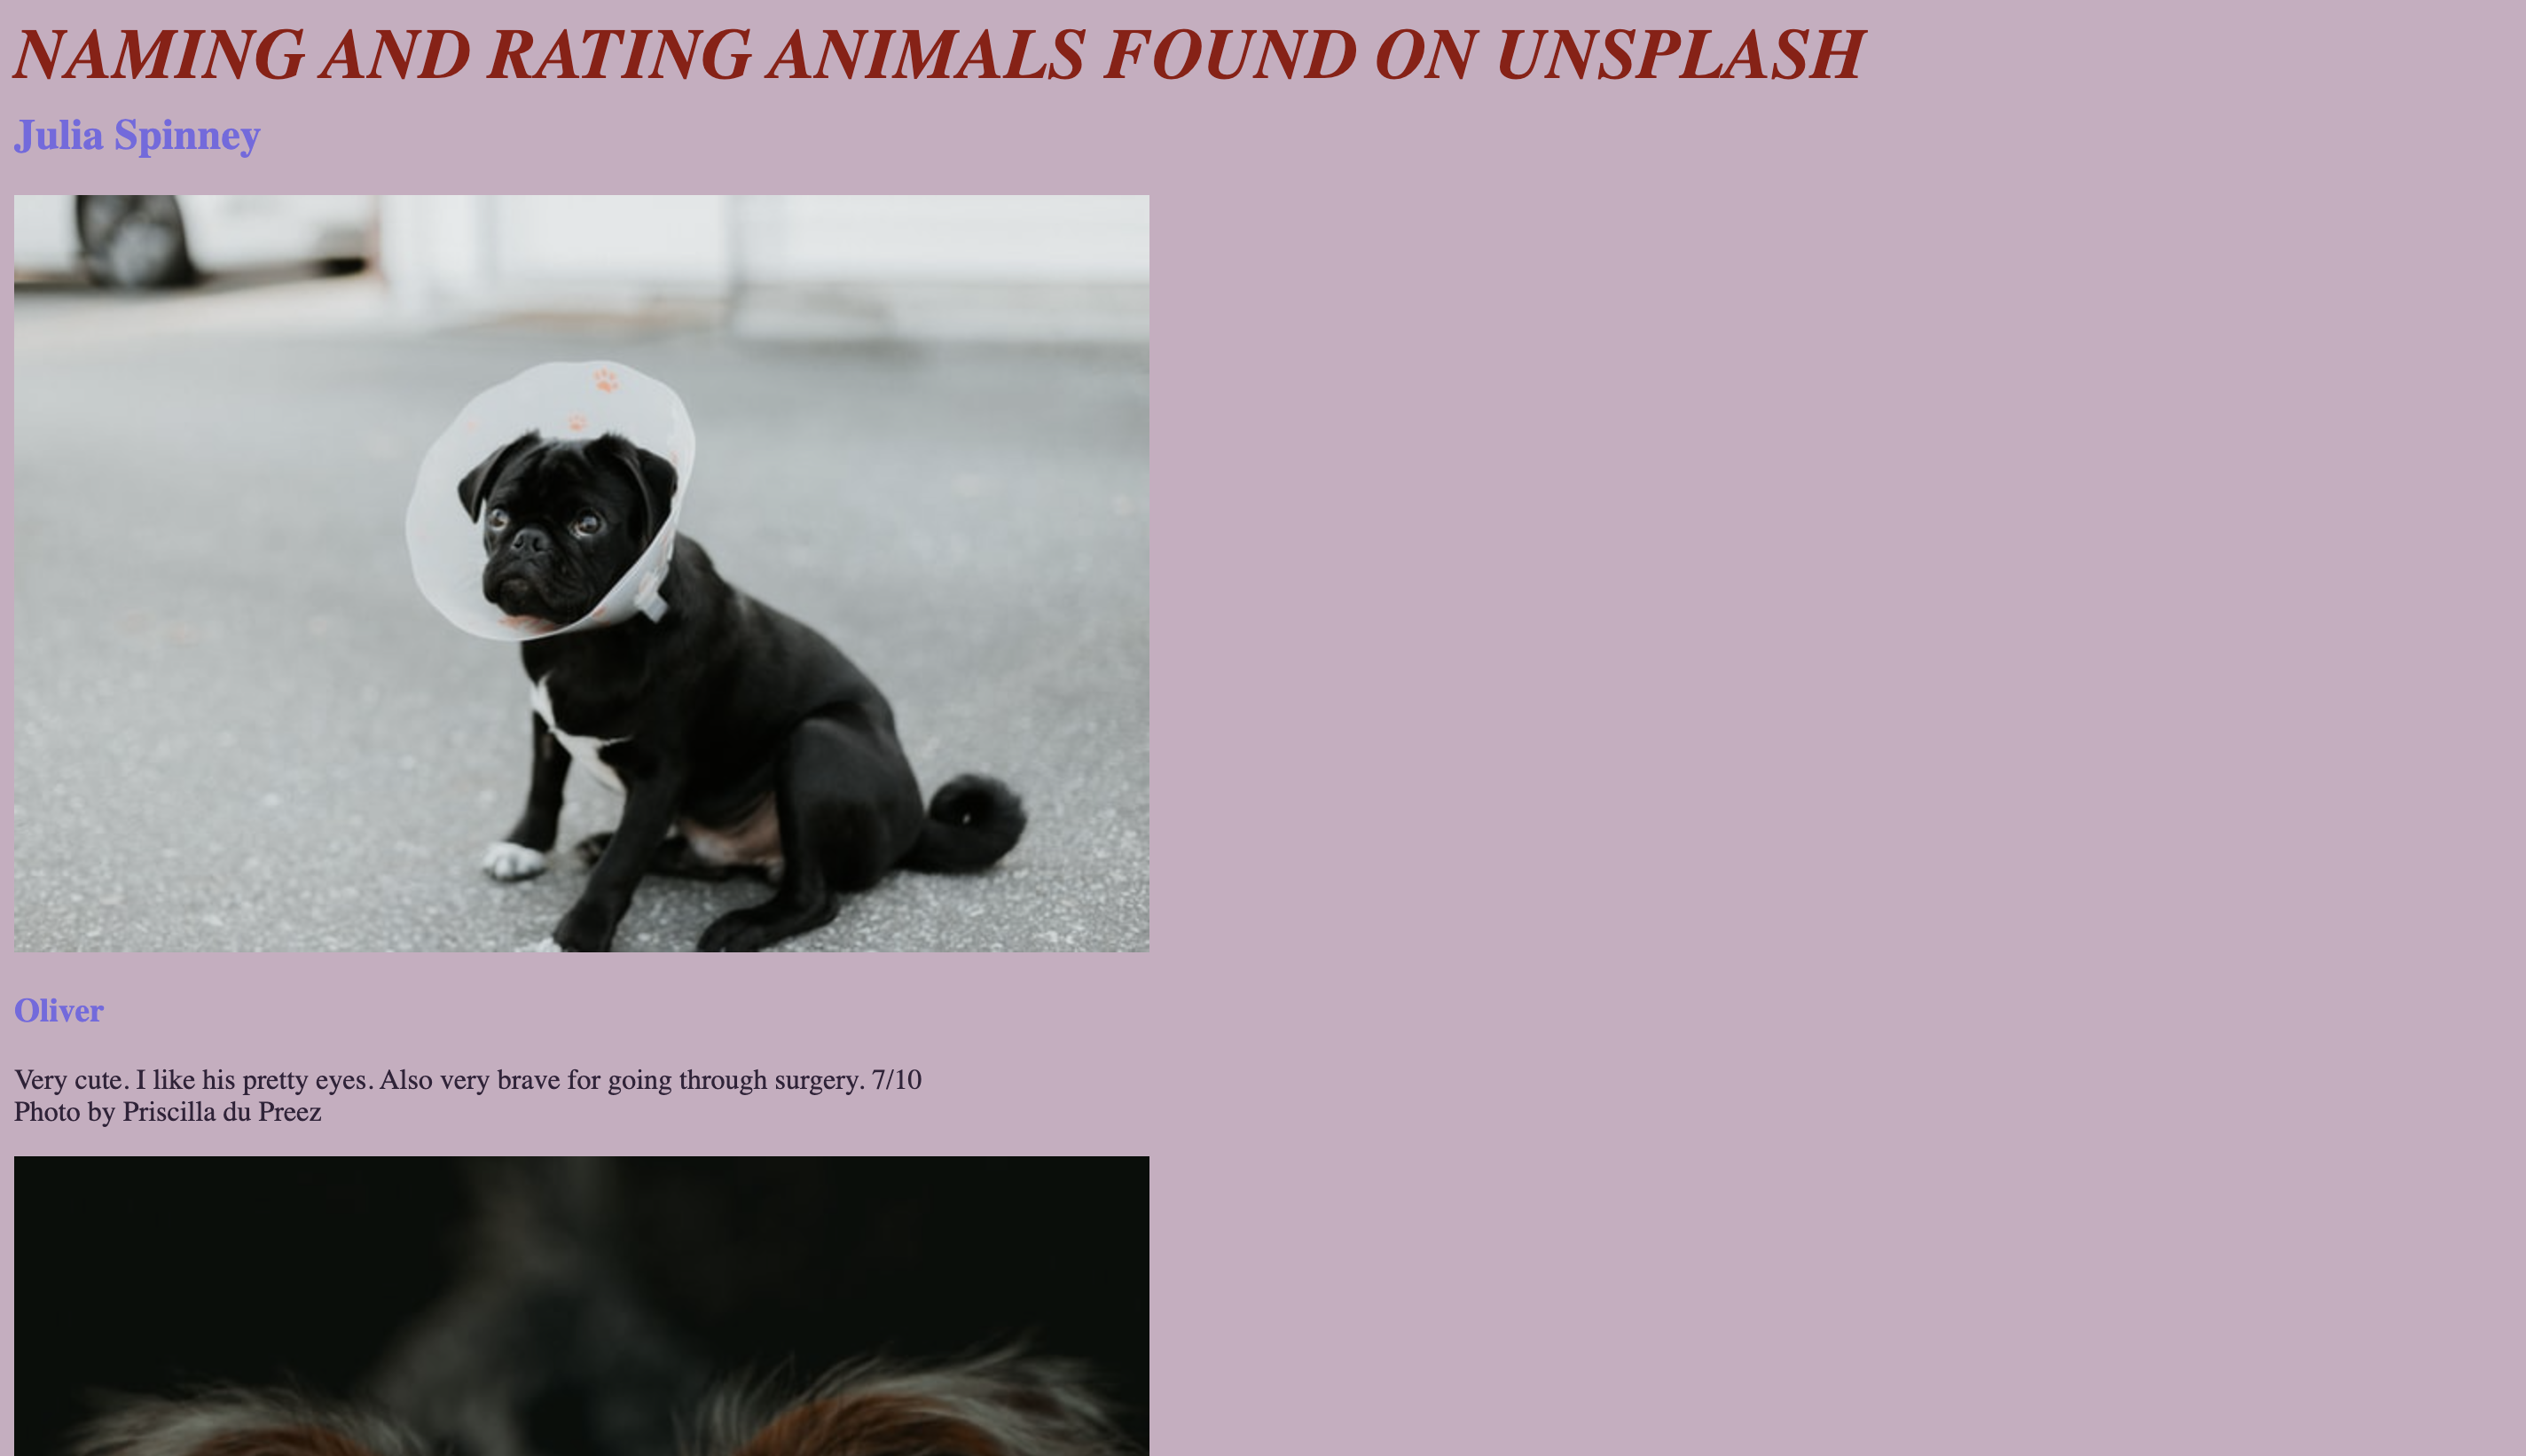 NAMING AND RATING ANIMALS FOUND ON UNSPLASH
Julia Spinney
Oliver
Very cute. I like his pretty eyes. Also very brave for going through surgery. 7/10
Photo by Priscilla du Preez